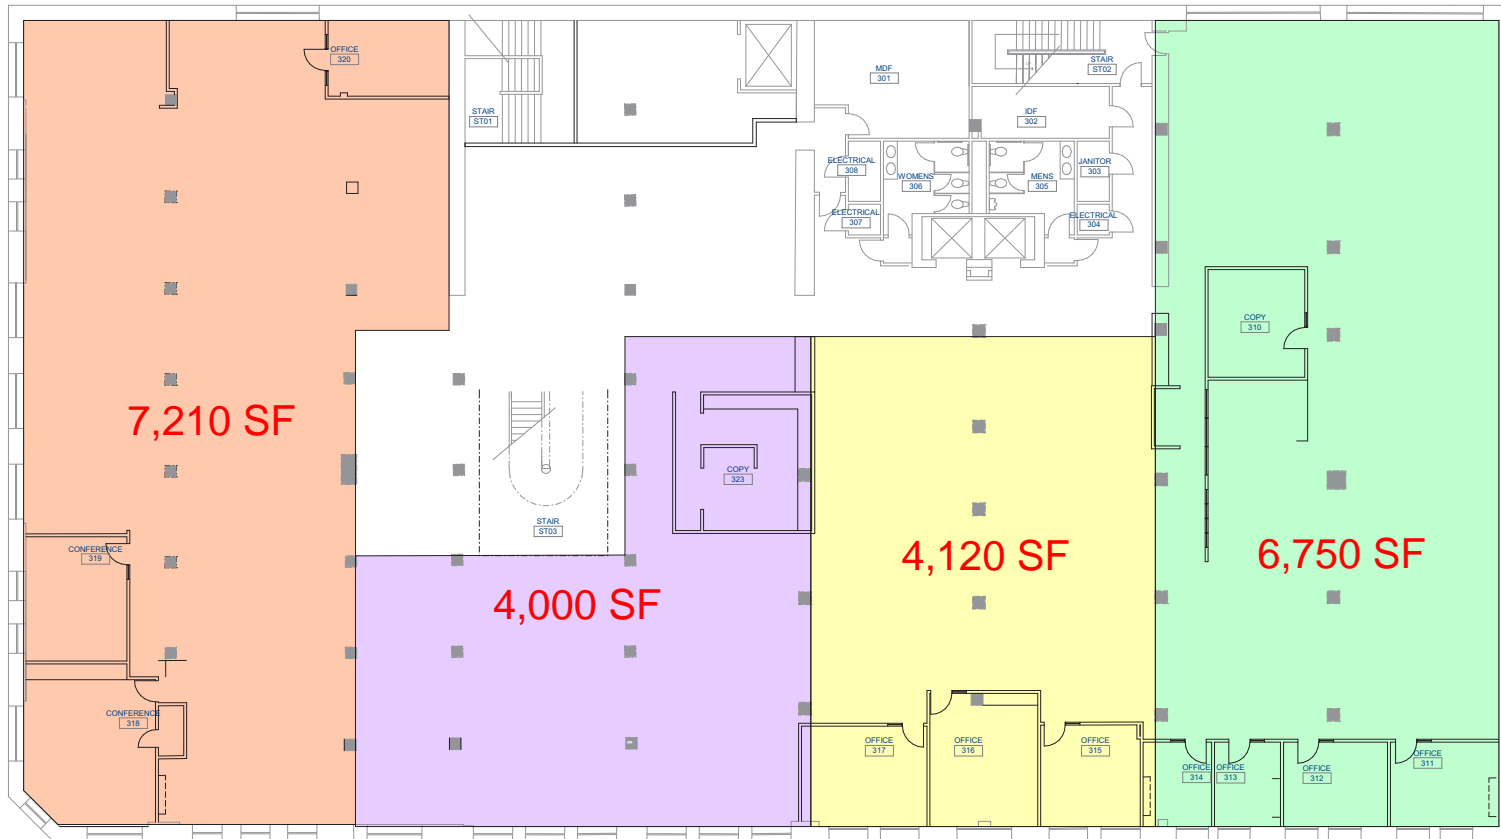 OFFICE
320
STAIR
ST01
MDF
301
STAIR
ST02
IDF
302
ELECTRICAL
308
WOMENS
306
MENS
305
JANITOR
303
ELECTRICAL
307
ELECTRICAL
304
COPY
310
7,210 SF
COPY
323
STAIR
ST03
CONFERENCE
319
4,000 SF
4,120 SF
6,750 SF
CONFERENCE
318
OFFICE
317
OFFICE
316
OFFICE
315
OFFICE
314
OFFICE
313
OFFICE
312
OFFICE
311